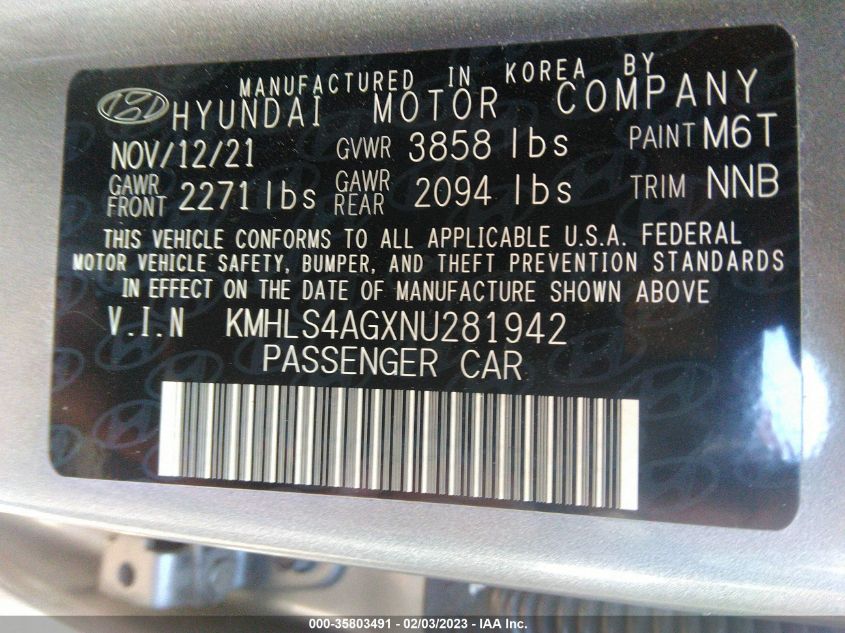 MANUFACTURED IN KOREA BY
HYUNDAI MOTOR COMPANY
NOV/12/21 GVWR 3858 lbs PAINT M6T
GAWR FRONT 2271 lbs GAWR REAR 2094 lbs TRIM NNB
THIS VEHICLE CONFORMS TO ALL APPLICABLE U.S.A. FEDERAL
MOTOR VEHICLE SAFETY, BUMPER, AND THEFT PREVENTION STANDARDS
IN EFFECT ON THE DATE OF MANUFACTURE SHOWN ABOVE
V.I.N KMHLS4AGXNU281942
PASSENGER CAR
000-35803491 - 02/03/2023 - IAA Inc.